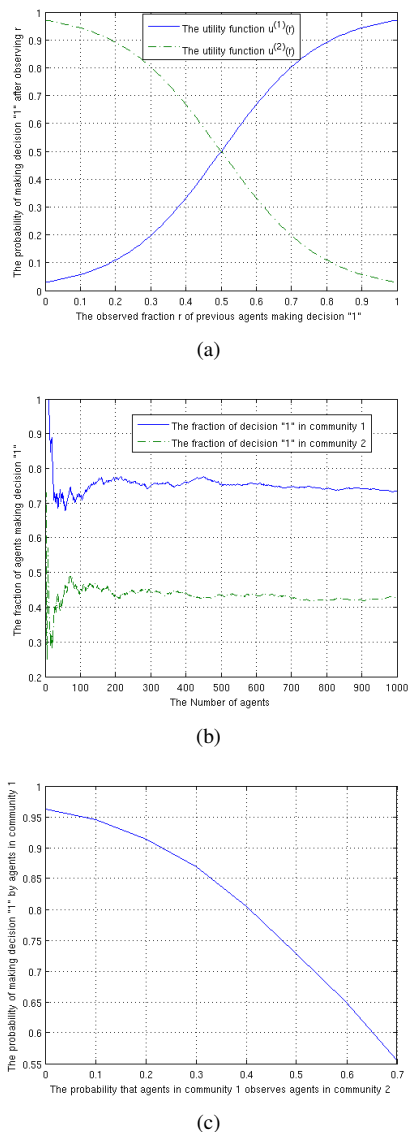 The utility function u^(1)(r)
The utility function u^(2)(r)
The probability of making decision "1" after observing r
1
0.9
0.8
0.7
0.6
0.5
0.4
0.3
0.2
0.1
0
0 0.1 0.2 0.3 0.4 0.5 0.6 0.7 0.8 0.9 1
The observed fraction r of previous agents making decision "1"
(a)
The fraction of decision "1" in community 1
The fraction of decision "1" in community 2
The fraction of agents making decision "1"
1
0.9
0.8
0.7
0.6
0.5
0.4
0.3
0.2
0 100 200 300 400 500 600 700 800 900 1000
The Number of agents
(b)
The probability of making decision "1" by agents in community 1
1
0.95
0.9
0.85
0.8
0.75
0.7
0.65
0.6
0.55
0 0.1 0.2 0.3 0.4 0.5 0.6 0.7
The probability that agents in community 1 observes agents in community 2
(c)